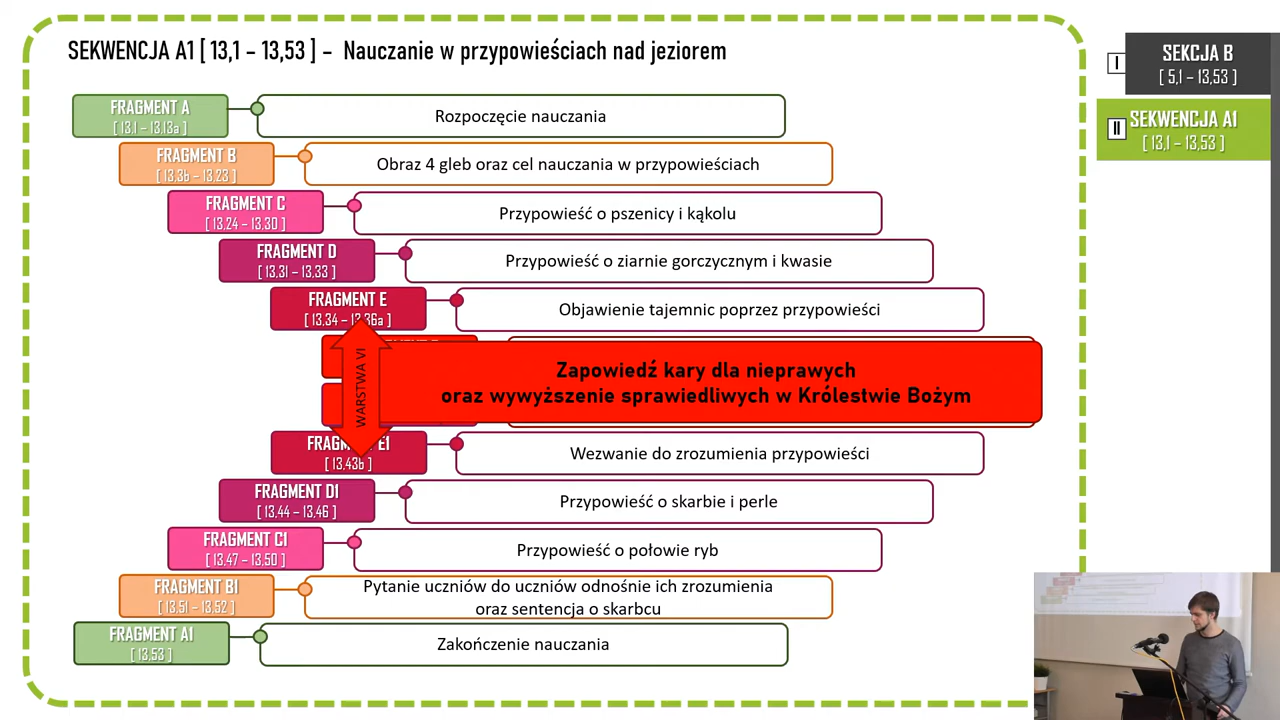 SEKWENCJA A1 [ 13,1 – 13,53 ] – Nauczanie w przypowieściach nad jeziorem
I
SEKCJA B
[ 5,1 – 13,53 ]
II
SEKWENCJA A1
[ 13,1 – 13,53 ]
FRAGMENT A
[ 13,1 – 13,13a ]
Rozpoczęcie nauczania
FRAGMENT B
[ 13,3b – 13,23 ]
Obraz 4 gleb oraz cel nauczania w przypowieściach
FRAGMENT C
[ 13,24 – 13,30 ]
Przypowieść o pszenicy i kąkolu
FRAGMENT D
[ 13,31 – 13,33 ]
Przypowieść o ziarnie gorczycznym i kwasie
FRAGMENT E
[ 13,34 – 13,36a ]
Objawienie tajemnic poprzez przypowieści
WARSTWA VI
Zapowiedź kary dla nieprawych
oraz wywyższenie sprawiedliwych w Królestwie Bożym
E1
[ 13,43b ]
Wezwanie do zrozumienia przypowieści
FRAGMENT D1
[ 13,44 – 13,46 ]
Przypowieść o skarbie i perle
FRAGMENT C1
[ 13,47 – 13,50 ]
Przypowieść o połowie ryb
FRAGMENT B1
[ 13,51 – 13,52 ]
Pytanie uczniów do uczniów odnośnie ich zrozumienia
oraz sentencja o skarbcu
FRAGMENT A1
[ 13,53 ]
Zakończenie nauczania